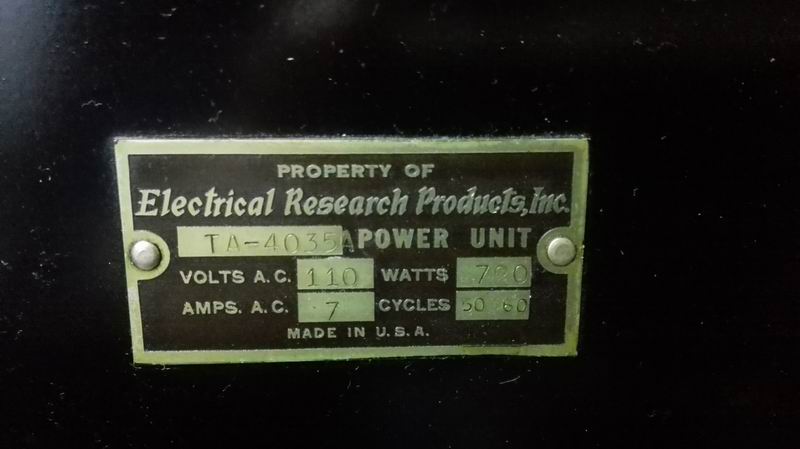 PROPERTY OF
Electrical Research Products, Inc.
TA-4035A POWER UNIT
VOLTS A.C. 110 WATTS 720
AMPS. A.C. 7 CYCLES 50 60
MADE IN U.S.A.